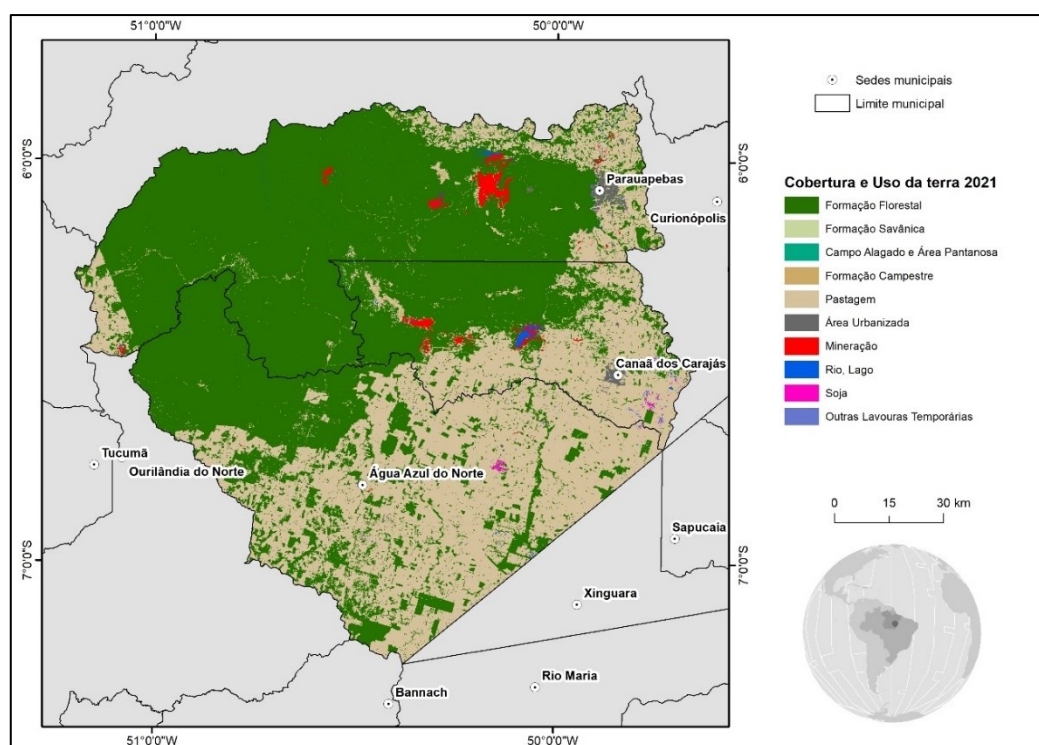 51°0'0"W
50°0'0"W
6°0'0"S
6°0'0"S
Parauapebas
Curionópolis
Canaã dos Carajás
Tucumã
Ourilândia do Norte
Água Azul do Norte
Sapucaia
7°0'0"S
7°0'0"S
Xinguara
Rio Maria
Bannach
51°0'0"W
50°0'0"W
Sedes municipais
Limite municipal
Cobertura e Uso da terra 2021
Formação Florestal
Formação Savânica
Campo Alagado e Área Pantanosa
Formação Campestre
Pastagem
Área Urbanizada
Mineração
Rio, Lago
Soja
Outras Lavouras Temporárias
0 15 30 km